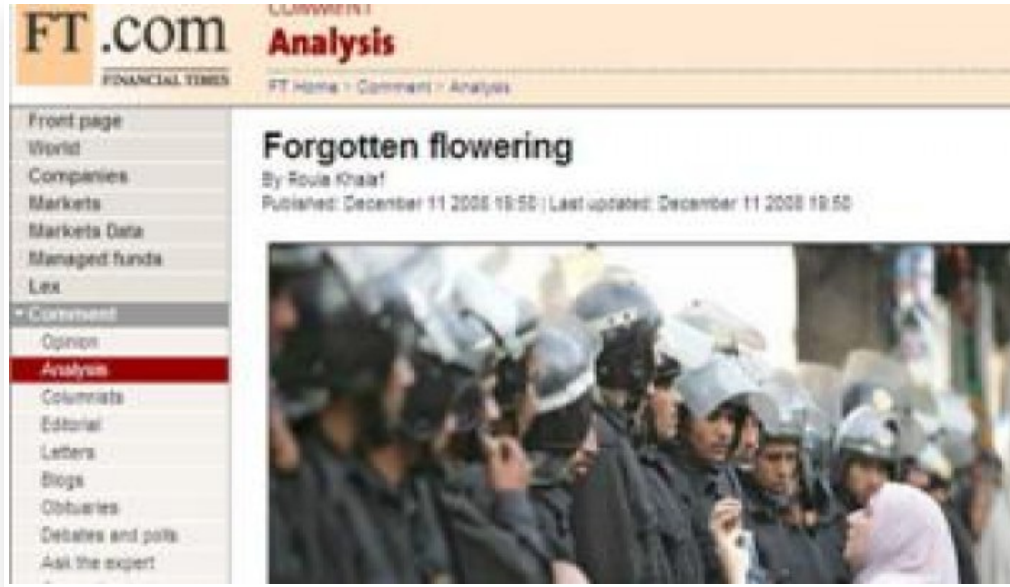 FT.com
FINANCIAL TIMES
COMMENT
Analysis
FT Home > Comment > Analysis
Front page
World
Companies
Markets
Markets Data
Managed funds
Lex
Comment
Opinion
Analysis
Columnists
Editorial
Letters
Blogs
Obituaries
Debates and polls
Ask the expert
Forgotten flowering
By Roula Khalaf
Published: December 11 2008 19:50 | Last updated: December 11 2008 19:50